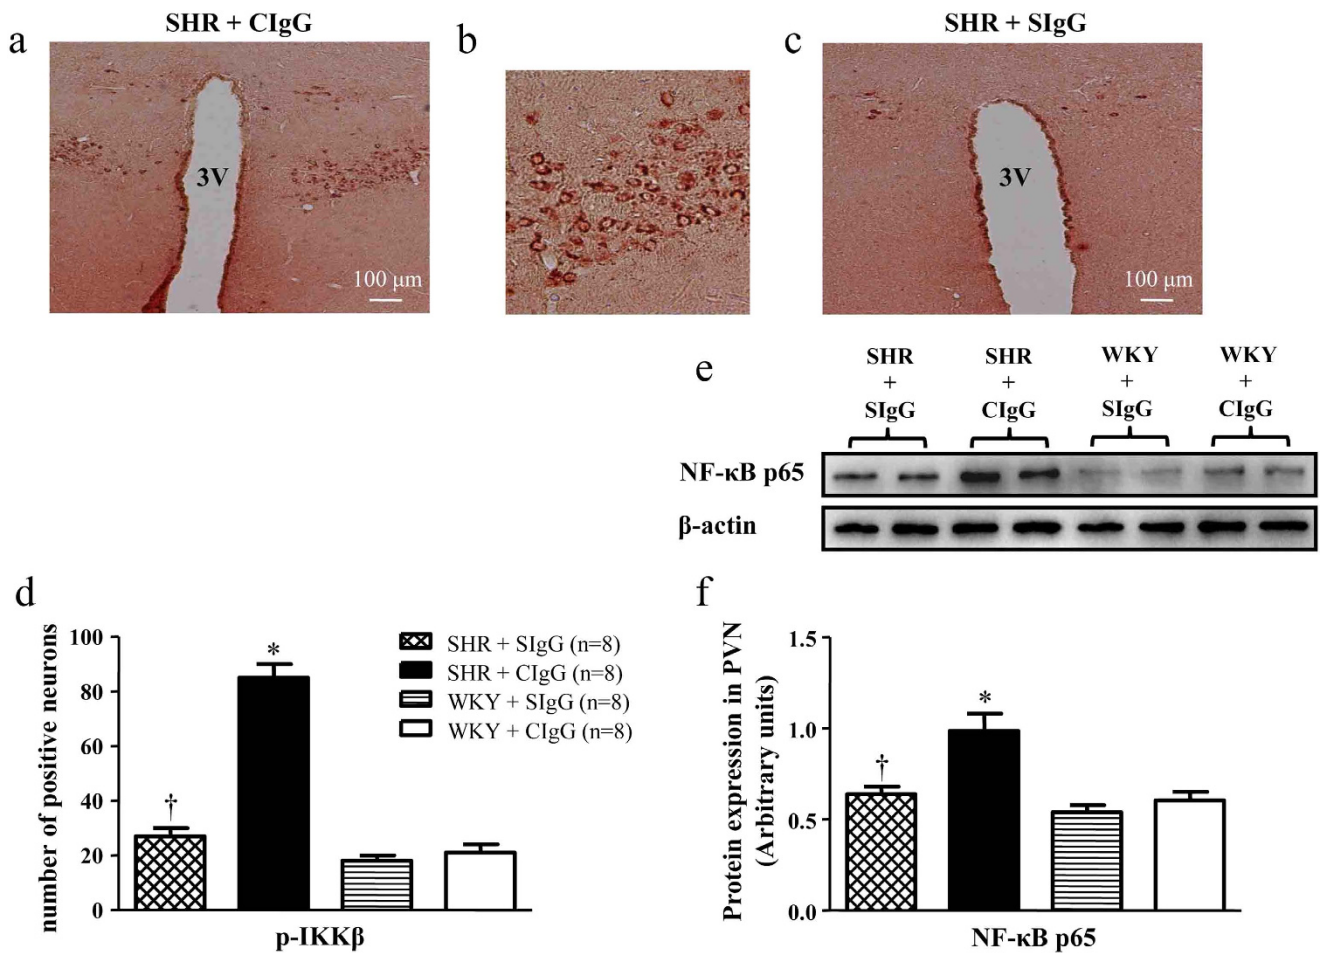 SHR + CIgG
SHR + SIgG
a
b
c
3V
100 μm
3V
100 μm
e
SHR
+
SIgG
SHR
+
CIgG
WKY
+
SIgG
WKY
+
CIgG
NF-κB p65
β-actin
d
number of positive neurons
100
80
60
40
20
0
†
*
SHR + SIgG (n=8)
SHR + CIgG (n=8)
WKY + SIgG (n=8)
WKY + CIgG (n=8)
p-IKKβ
f
Protein expression in PVN
(Arbitrary units)
1.5
1.0
0.5
0.0
†
*
NF-κB p65